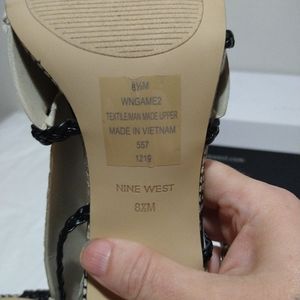 8½M
WNGAME2
TEXTILE/MAN MADE UPPER
MADE IN VIETNAM
557
1219
NINE WEST
8½M